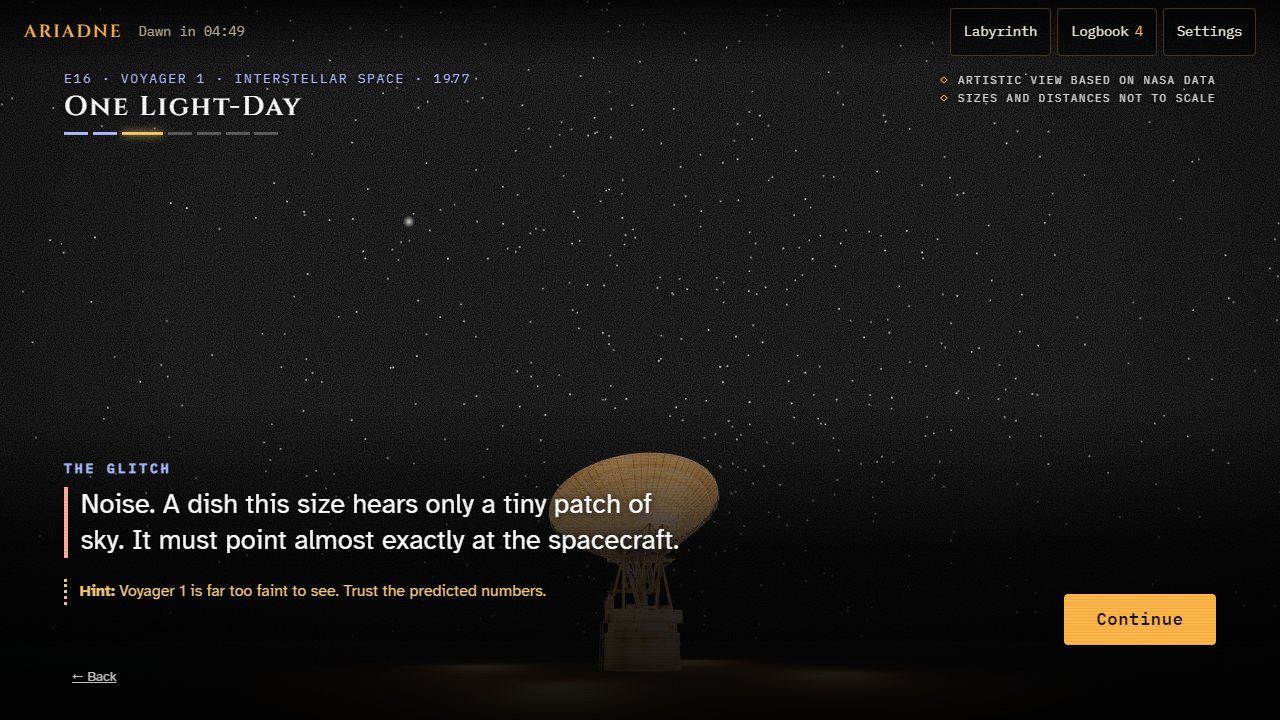 ARIADNE Dawn in 04:49
Labyrinth Logbook 4 Settings
E16 · VOYAGER 1 · INTERSTELLAR SPACE · 1977
One Light-Day
◇ ARTISTIC VIEW BASED ON NASA DATA
◇ SIZES AND DISTANCES NOT TO SCALE
THE GLITCH
Noise. A dish this size hears only a tiny patch of
sky. It must point almost exactly at the spacecraft.
Hint: Voyager 1 is far too faint to see. Trust the predicted numbers.
Continue
← Back